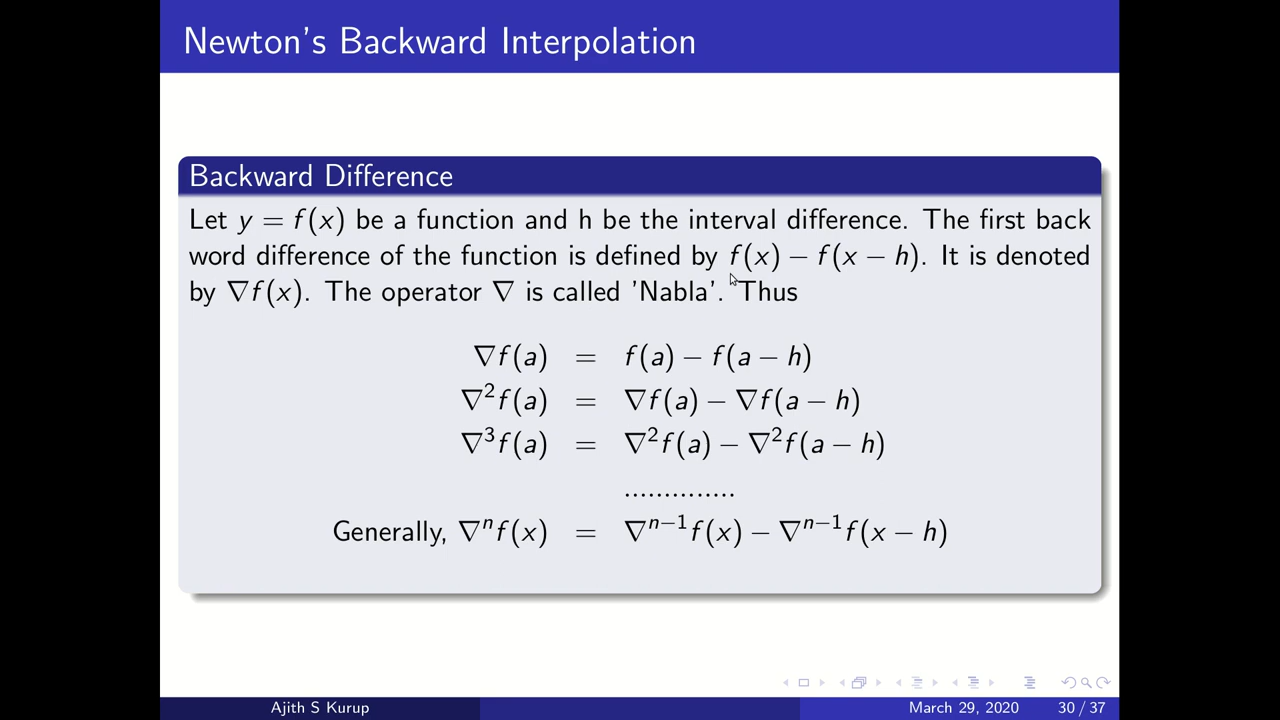 Newton's Backward Interpolation
Backward Difference
Let y = f(x) be a function and h be the interval difference. The first back
word difference of the function is defined by f(x) − f(x − h). It is denoted
by ∇f(x). The operator ∇ is called 'Nabla'. Thus
∇f(a) = f(a) − f(a − h)
∇²f(a) = ∇f(a) − ∇f(a − h)
∇³f(a) = ∇²f(a) − ∇²f(a − h)
..............
Generally, ∇ⁿf(x) = ∇ⁿ⁻¹f(x) − ∇ⁿ⁻¹f(x − h)
Ajith S Kurup March 29, 2020 30 / 37